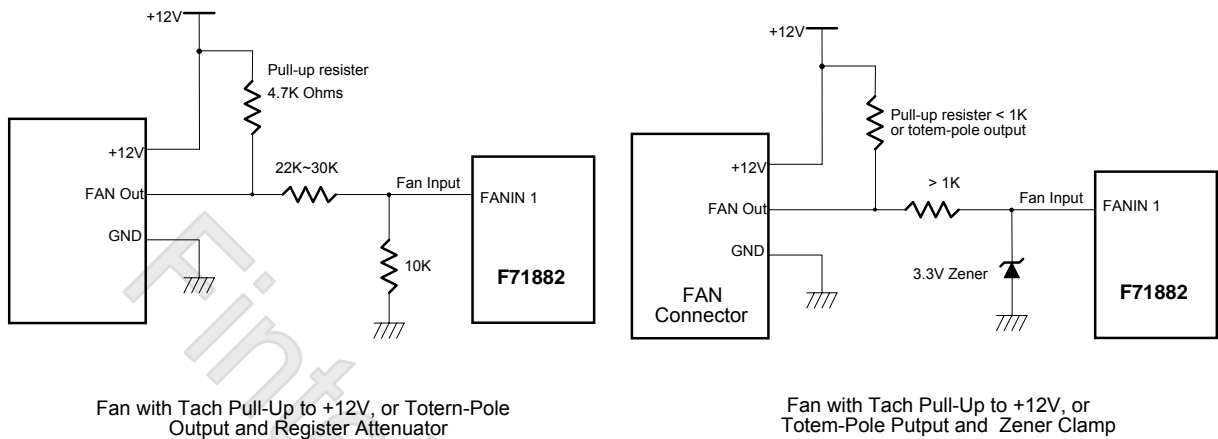 +12V
Pull-up resister
4.7K Ohms
+12V
22K~30K
Fan Input
FAN Out
FANIN 1
GND
10K
F71882
Fan with Tach Pull-Up to +12V, or Totern-Pole
Output and Register Attenuator
+12V
Pull-up resister < 1K
or totem-pole output
+12V
> 1K
Fan Input
FAN Out
FANIN 1
GND
3.3V Zener
FAN
Connector
F71882
Fan with Tach Pull-Up to +12V, or
Totem-Pole Putput and Zener Clamp
Finte